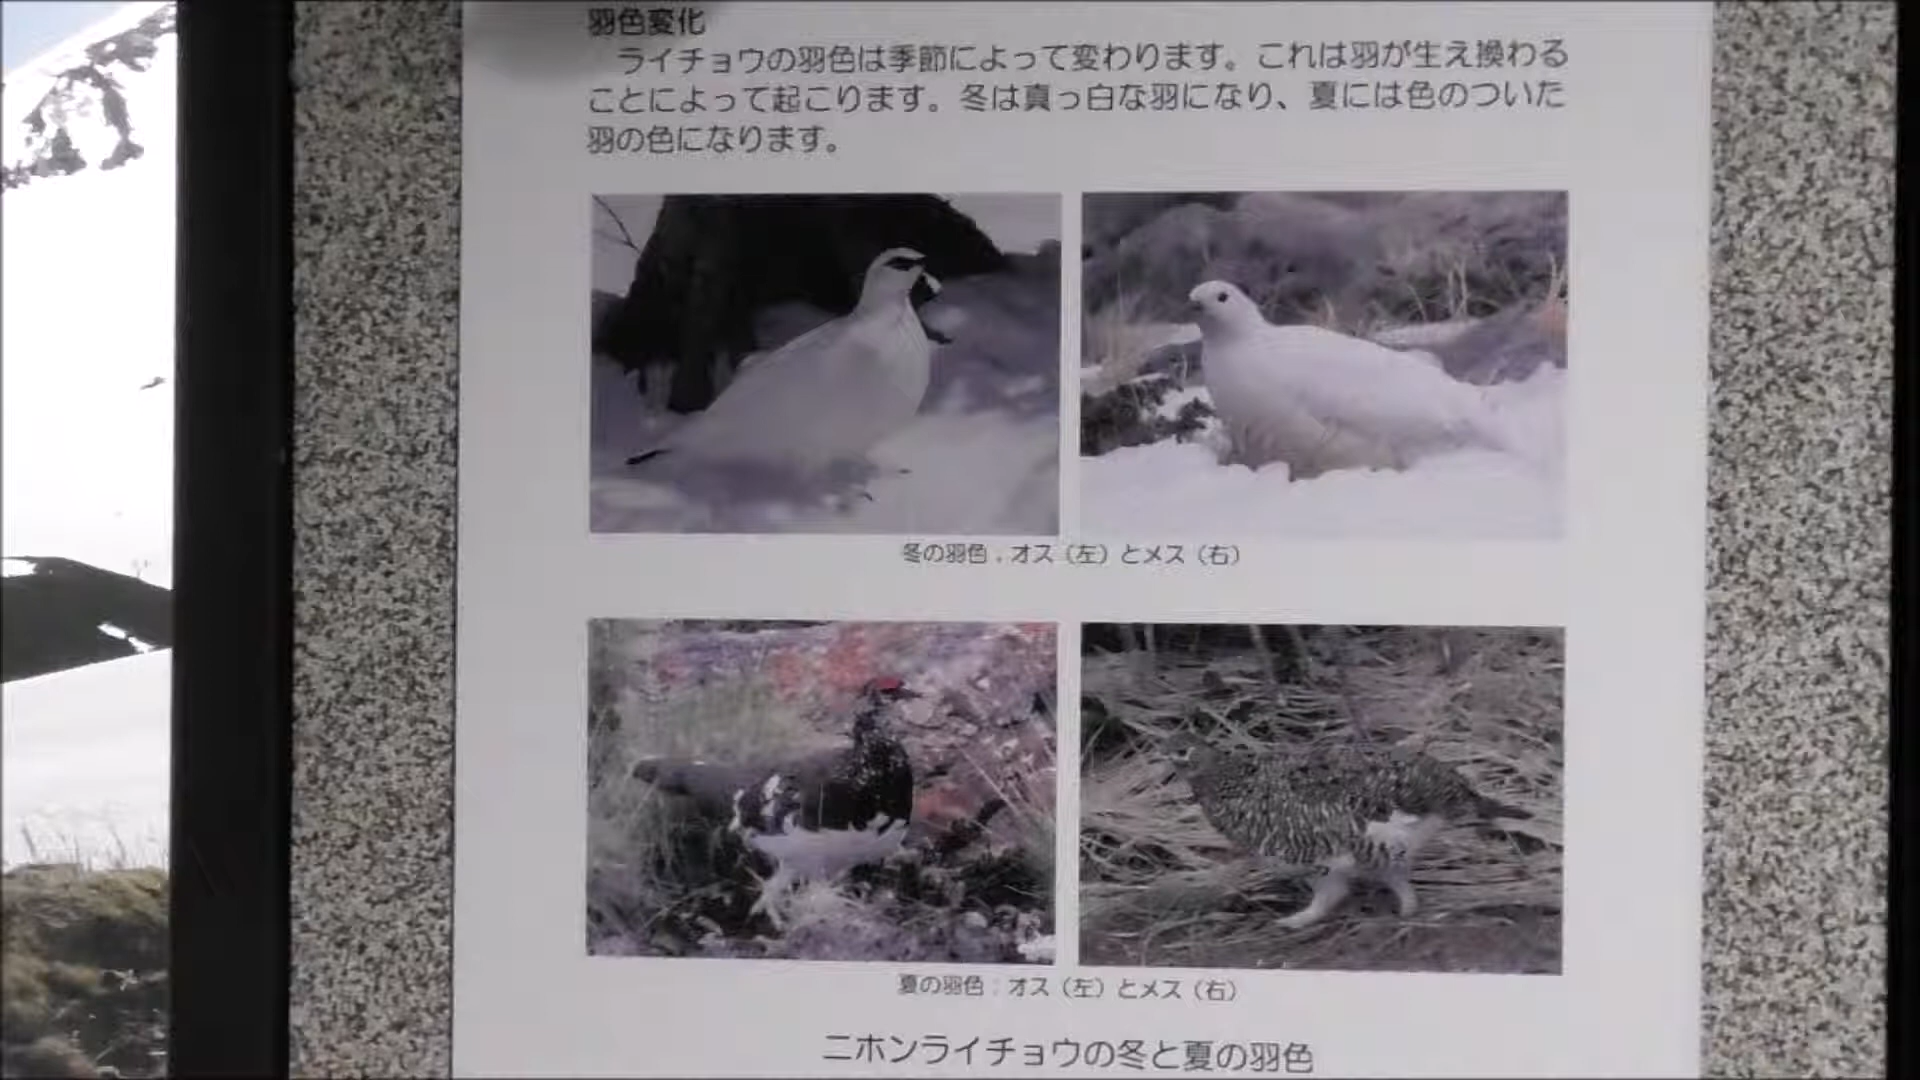 羽色変化
ライチョウの羽色は季節によって変わります。これは羽が生え換わる
ことによって起こります。冬は真っ白な羽になり、夏には色のついた
羽の色になります。
冬の羽色:オス(左)とメス(右)
夏の羽色:オス(左)とメス(右)
ニホンライチョウの冬と夏の羽色